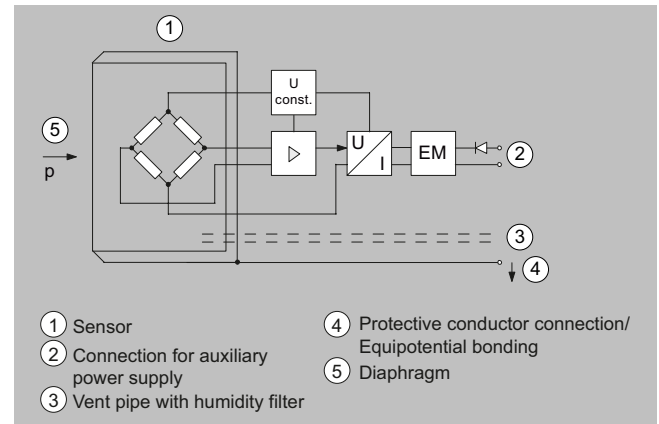 1
U
const.
5
p
U
I
EM
2
3
4
1 Sensor
2 Connection for auxiliary
power supply
3 Vent pipe with humidity filter
4 Protective conductor connection/
Equipotential bonding
5 Diaphragm